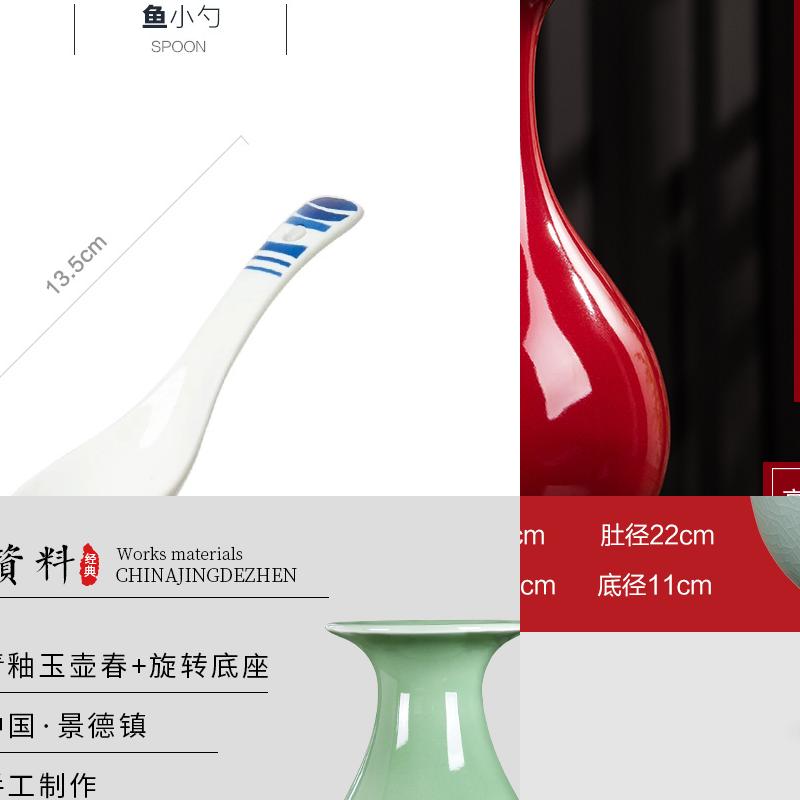 鱼小勺
SPOON
13.5cm
cm 肚径22cm
cm 底径11cm
資料
经典
Works materials
CHINAJINGDEZHEN
釉玉壶春+旋转底座
中国·景德镇
手工制作